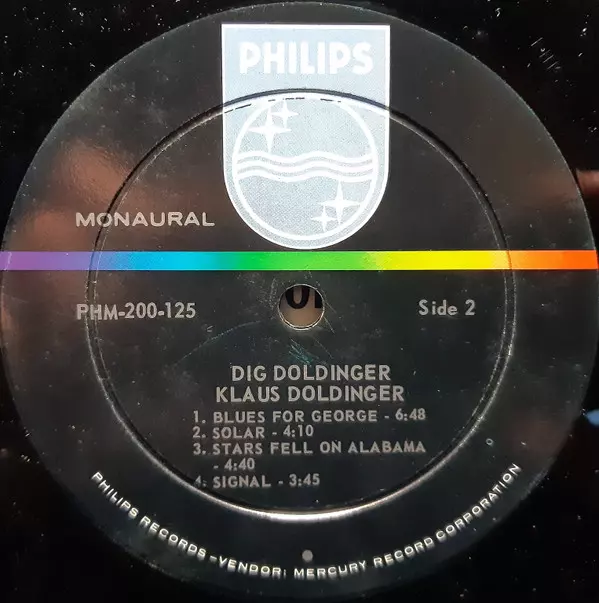 PHILIPS
MONAURAL
PHM-200-125
Side 2
DIG DOLDINGER
KLAUS DOLDINGER
1. BLUES FOR GEORGE - 6:48
2. SOLAR - 4:10
3. STARS FELL ON ALABAMA
- 4:40
4. SIGNAL - 3:45
PHILIPS RECORDS-VENDOR: MERCURY RECORD CORPORATION